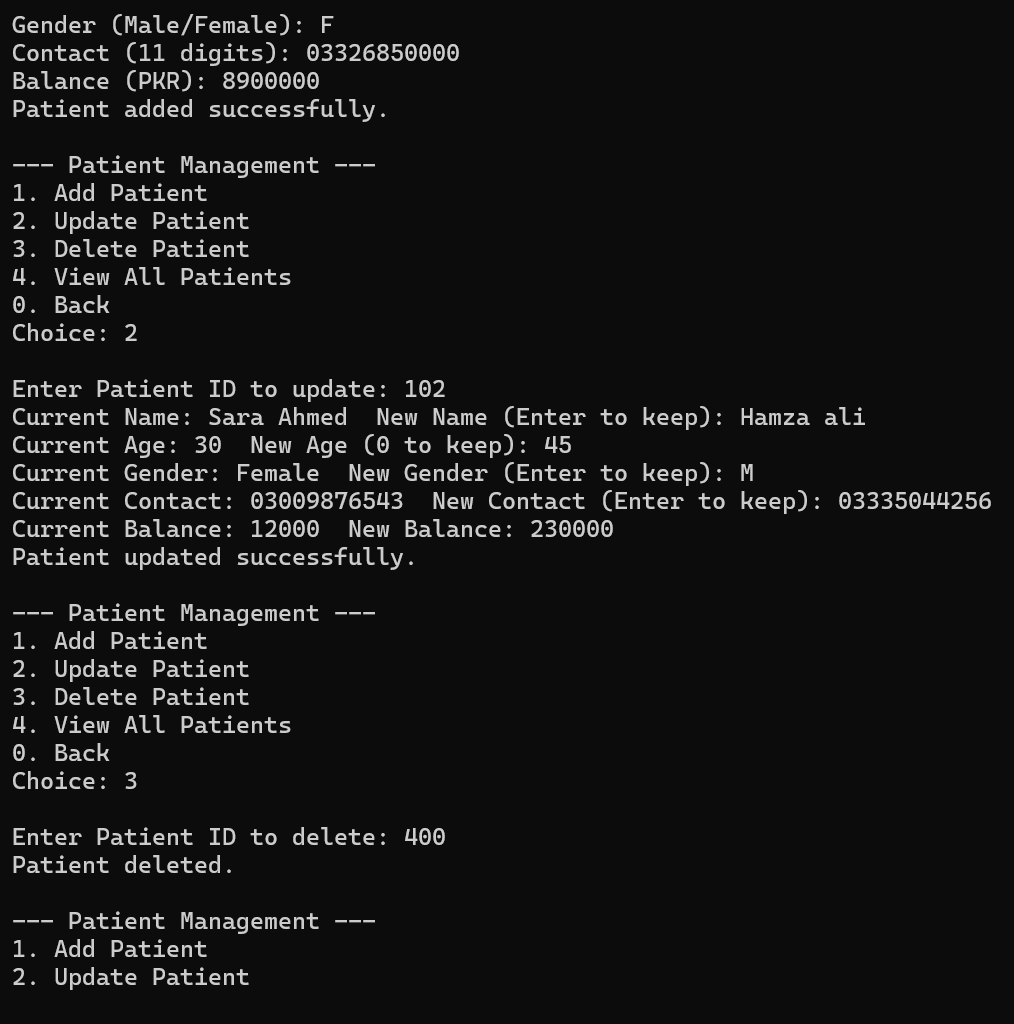 Gender (Male/Female): F
Contact (11 digits): 03326850000
Balance (PKR): 8900000
Patient added successfully.

--- Patient Management ---
1. Add Patient
2. Update Patient
3. Delete Patient
4. View All Patients
0. Back
Choice: 2

Enter Patient ID to update: 102
Current Name: Sara Ahmed  New Name (Enter to keep): Hamza ali
Current Age: 30  New Age (0 to keep): 45
Current Gender: Female  New Gender (Enter to keep): M
Current Contact: 03009876543  New Contact (Enter to keep): 03335044256
Current Balance: 12000  New Balance: 230000
Patient updated successfully.

--- Patient Management ---
1. Add Patient
2. Update Patient
3. Delete Patient
4. View All Patients
0. Back
Choice: 3

Enter Patient ID to delete: 400
Patient deleted.

--- Patient Management ---
1. Add Patient
2. Update Patient